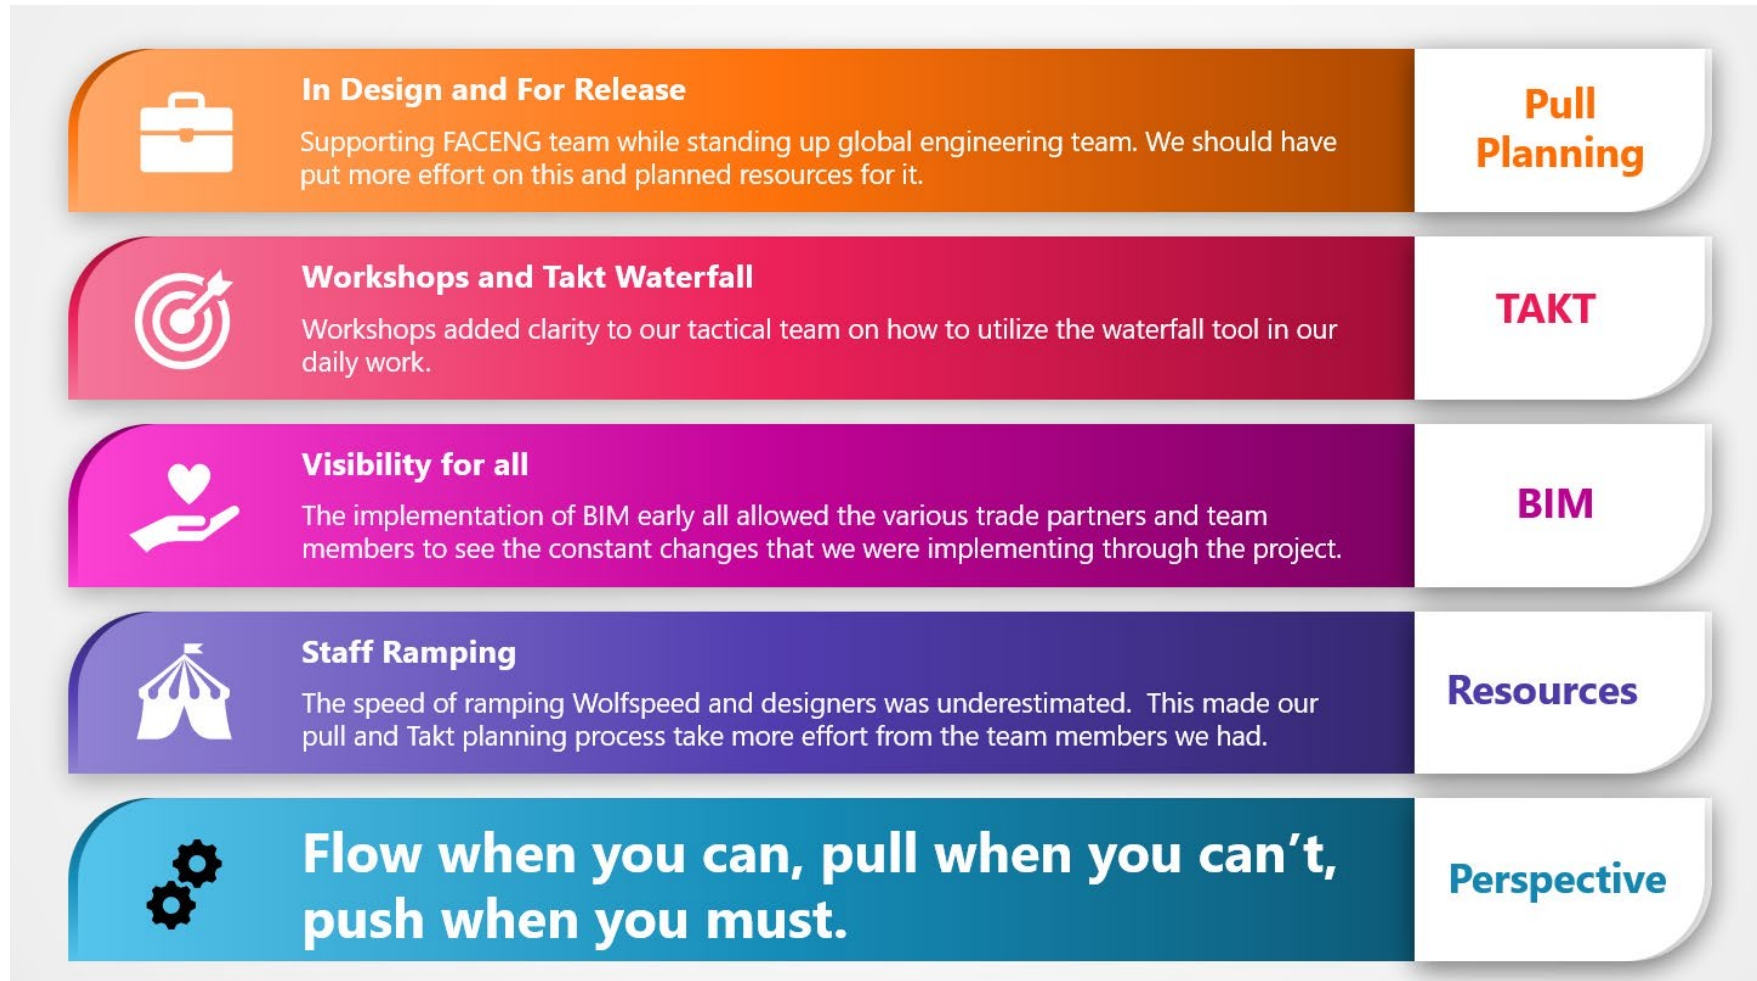 In Design and For Release
Supporting FACENG team while standing up global engineering team. We should have
put more effort on this and planned resources for it.
Pull
Planning
Workshops and Takt Waterfall
Workshops added clarity to our tactical team on how to utilize the waterfall tool in our
daily work.
TAKT
Visibility for all
The implementation of BIM early all allowed the various trade partners and team
members to see the constant changes that we were implementing through the project.
BIM
Staff Ramping
The speed of ramping Wolfspeed and designers was underestimated.  This made our
pull and Takt planning process take more effort from the team members we had.
Resources
Flow when you can, pull when you can’t,
push when you must.
Perspective